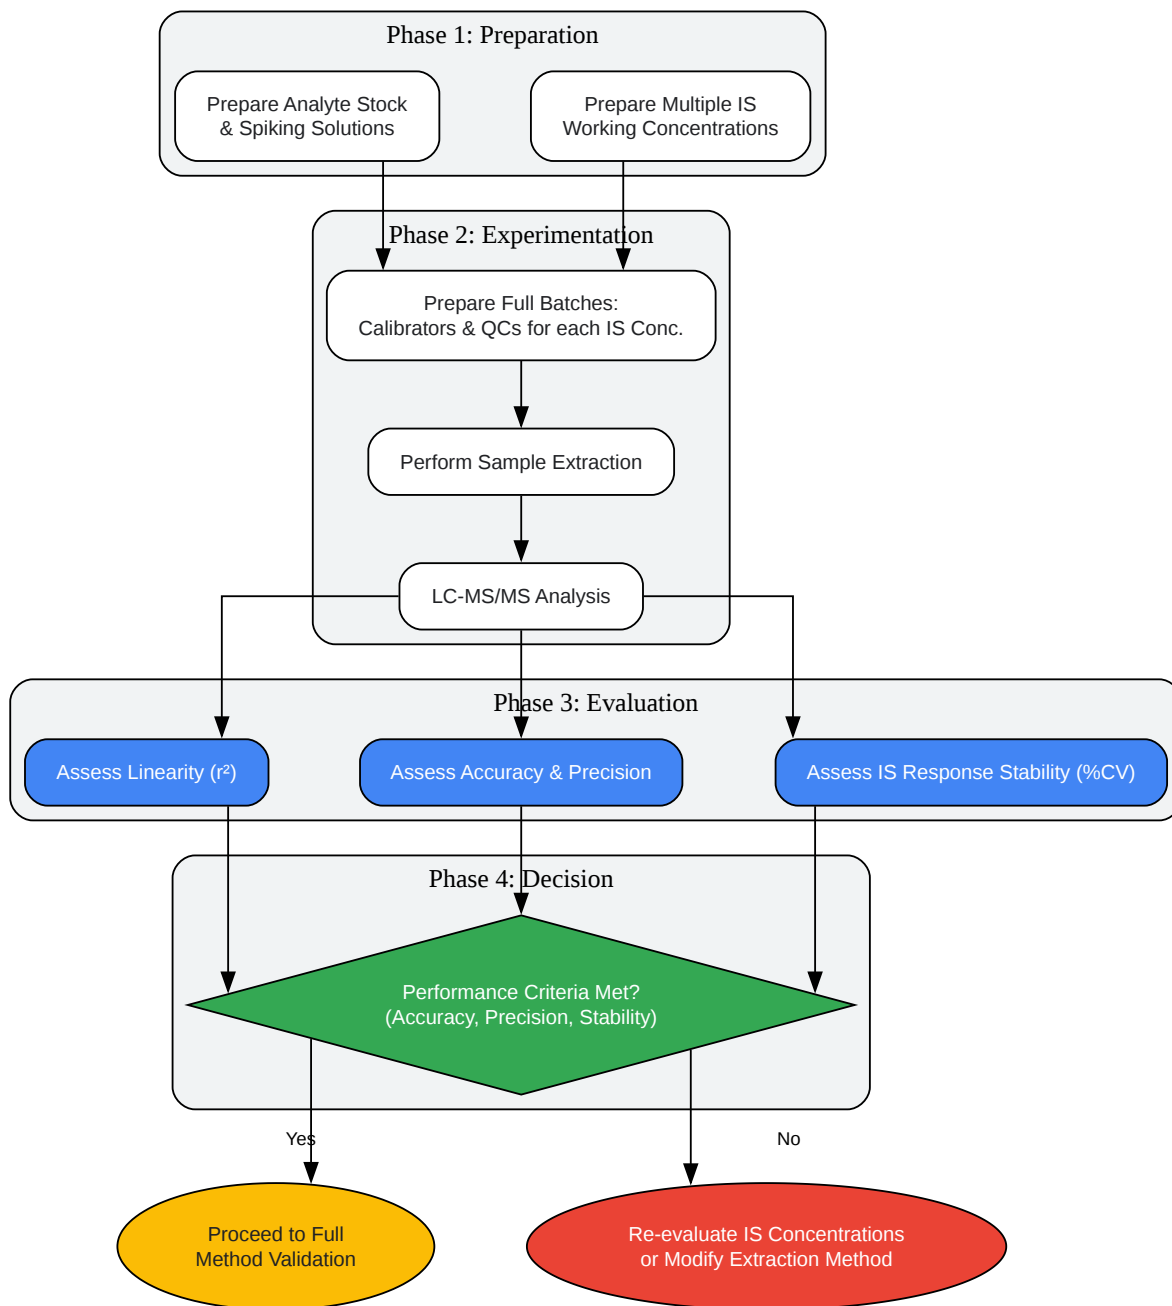 Phase 1: Preparation
Prepare Analyte Stock
& Spiking Solutions
Prepare Multiple IS
Working Concentrations
Phase 2: Experimentation
Prepare Full Batches:
Calibrators & QCs for each IS Conc.
Perform Sample Extraction
LC-MS/MS Analysis
Phase 3: Evaluation
Assess Linearity (r²)
Assess Accuracy & Precision
Assess IS Response Stability (%CV)
Phase 4: Decision
Performance Criteria Met?
(Accuracy, Precision, Stability)
Yes
No
Proceed to Full
Method Validation
Re-evaluate IS Concentrations
or Modify Extraction Method